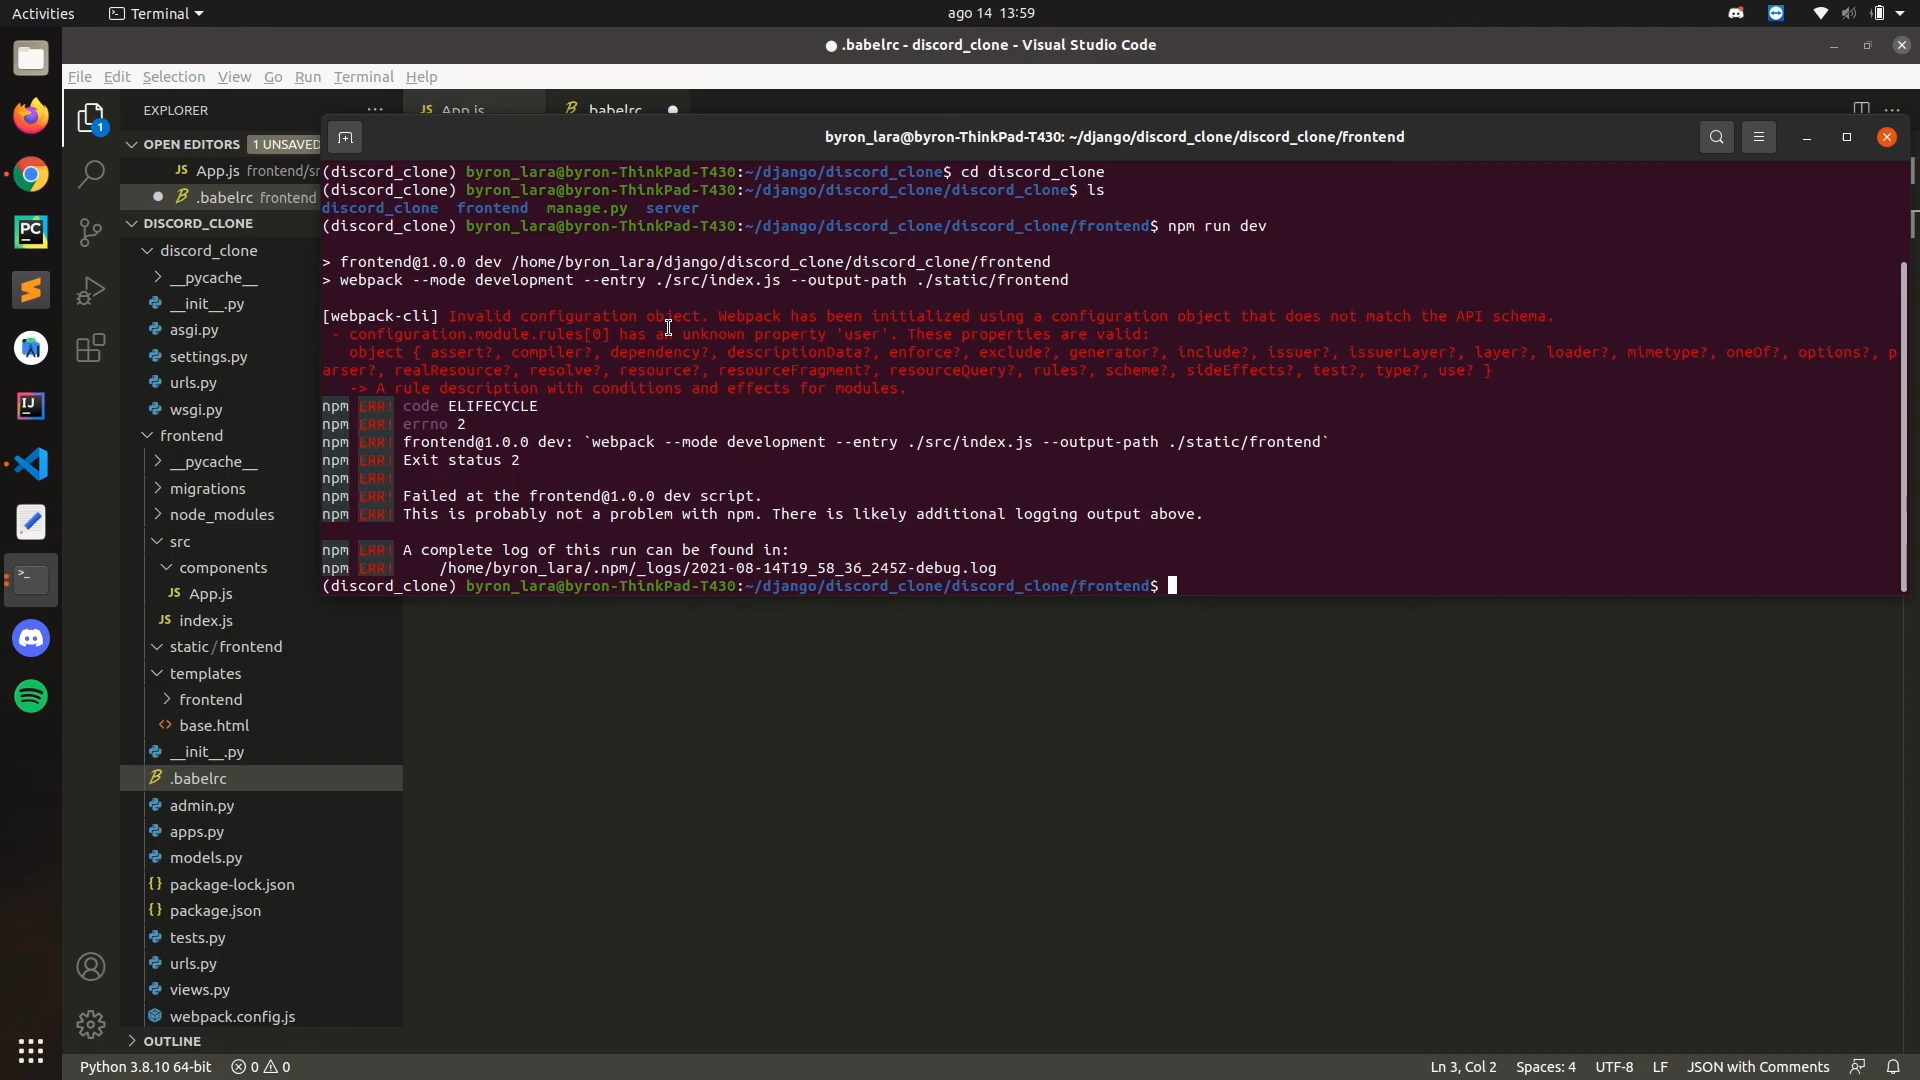 Activities
Terminal
ago 14 13:59
● .babelrc - discord_clone - Visual Studio Code
File Edit Selection View Go Run Terminal Help
EXPLORER
JS App.js
babelrc
OPEN EDITORS 1 UNSAVED
JS App.js frontend/sr
.babelrc frontend
DISCORD_CLONE
discord_clone
__pycache__
__init__.py
asgi.py
settings.py
urls.py
wsgi.py
frontend
__pycache__
migrations
node_modules
src
components
JS App.js
JS index.js
static/frontend
templates
frontend
<> base.html
__init__.py
.babelrc
admin.py
apps.py
models.py
{} package-lock.json
{} package.json
tests.py
urls.py
views.py
webpack.config.js
OUTLINE
byron_lara@byron-ThinkPad-T430: ~/django/discord_clone/discord_clone/frontend
(discord_clone) byron_lara@byron-ThinkPad-T430:~/django/discord_clone$ cd discord_clone
(discord_clone) byron_lara@byron-ThinkPad-T430:~/django/discord_clone/discord_clone$ ls
discord_clone frontend manage.py server
(discord_clone) byron_lara@byron-ThinkPad-T430:~/django/discord_clone/discord_clone/frontend$ npm run dev
> frontend@1.0.0 dev /home/byron_lara/django/discord_clone/discord_clone/frontend
> webpack --mode development --entry ./src/index.js --output-path ./static/frontend
[webpack-cli] Invalid configuration object. Webpack has been initialized using a configuration object that does not match the API schema.
- configuration.module.rules[0] has an unknown property 'user'. These properties are valid:
object { assert?, compiler?, dependency?, descriptionData?, enforce?, exclude?, generator?, include?, issuer?, issuerLayer?, layer?, loader?, mimetype?, oneOf?, options?, p
arser?, realResource?, resolve?, resource?, resourceFragment?, resourceQuery?, rules?, scheme?, sideEffects?, test?, type?, use? }
-> A rule description with conditions and effects for modules.
npm ERR! code ELIFECYCLE
npm ERR! errno 2
npm ERR! frontend@1.0.0 dev: `webpack --mode development --entry ./src/index.js --output-path ./static/frontend`
npm ERR! Exit status 2
npm ERR!
npm ERR! Failed at the frontend@1.0.0 dev script.
npm ERR! This is probably not a problem with npm. There is likely additional logging output above.
npm ERR! A complete log of this run can be found in:
npm ERR! /home/byron_lara/.npm/_logs/2021-08-14T19_58_36_245Z-debug.log
(discord_clone) byron_lara@byron-ThinkPad-T430:~/django/discord_clone/discord_clone/frontend$
Python 3.8.10 64-bit 0 0
Ln 3, Col 2 Spaces: 4 UTF-8 LF JSON with Comments
PC
IJ
1